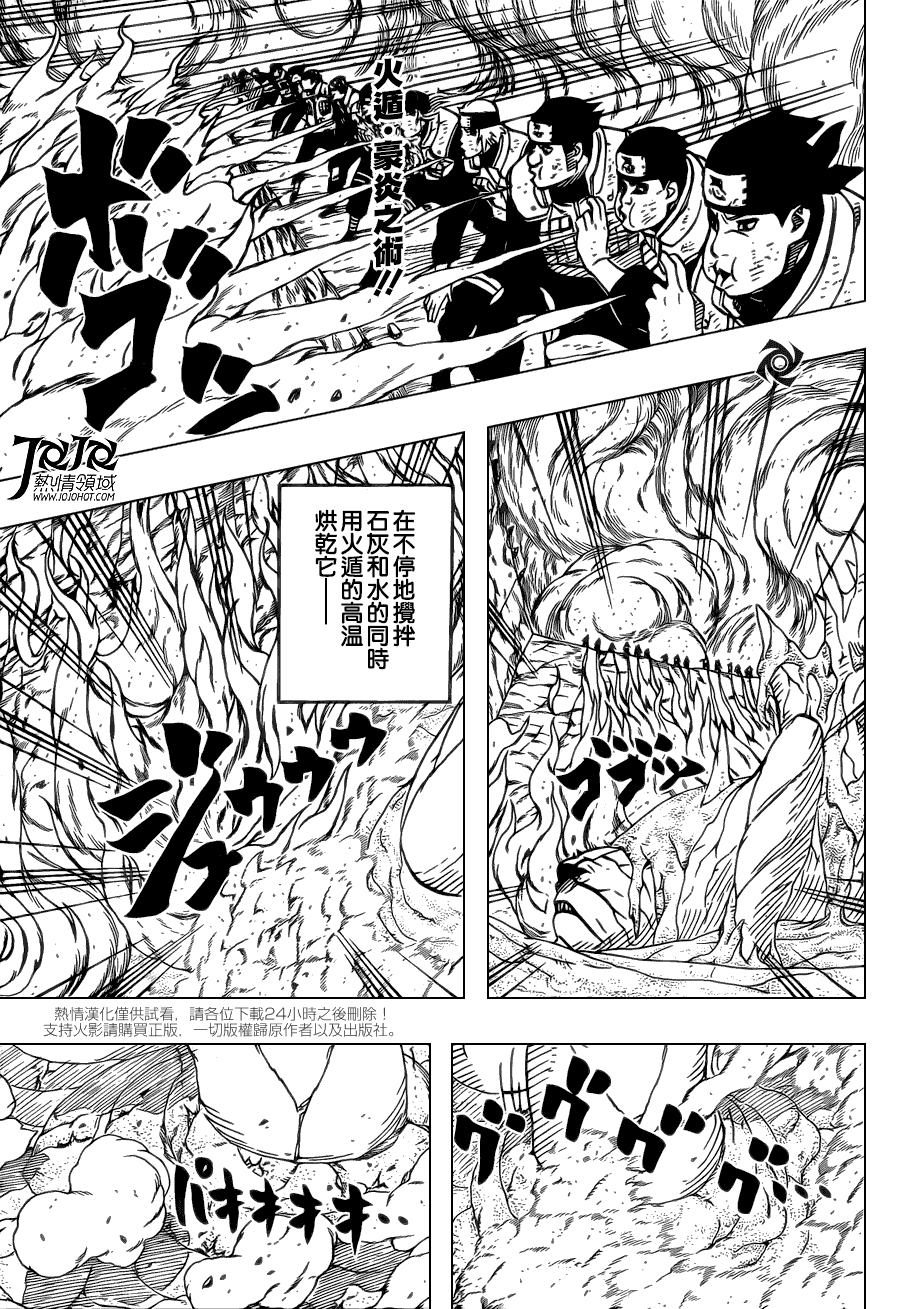 火遁・豪炎之術!!
ボゴッ
JOJO
熱情領域
WWW.JOJOHOT.COM
ゴゴゴッ
在不停地攪拌
石灰和水的同時
用火遁的高温
烘乾它——
ジュウウウ
熱情漢化僅供試看，請各位下載24小時之後刪除！
支持火影請購買正版，一切版權歸原作者以及出版社。
グググググ…
パキキキキ…